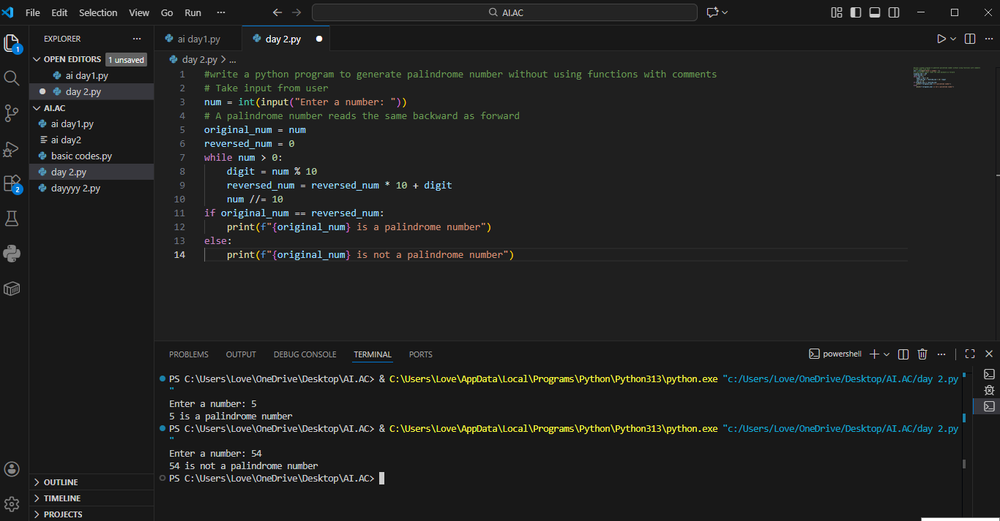 File Edit Selection View Go Run ··· AI.AC
EXPLORER ···
OPEN EDITORS 1 unsaved
ai day1.py
day 2.py
AI.AC
ai day1.py
ai day2
basic codes.py
day 2.py
dayyyy 2.py
OUTLINE
TIMELINE
PROJECTS
1
2
ai day1.py day 2.py
day 2.py > ...
1 #write a python program to generate palindrome number without using functions with comments
2 # Take input from user
3 num = int(input("Enter a number: "))
4 # A palindrome number reads the same backward as forward
5 original_num = num
6 reversed_num = 0
7 while num > 0:
8     digit = num % 10
9     reversed_num = reversed_num * 10 + digit
10     num //= 10
11 if original_num == reversed_num:
12     print(f"{original_num} is a palindrome number")
13 else:
14     print(f"{original_num} is not a palindrome number")
PROBLEMS OUTPUT DEBUG CONSOLE TERMINAL PORTS powershell
PS C:\Users\Love\OneDrive\Desktop\AI.AC> & C:\Users\Love\AppData\Local\Programs\Python\Python313\python.exe "c:/Users/Love/OneDrive/Desktop/AI.AC/day 2.py
"
Enter a number: 5
5 is a palindrome number
PS C:\Users\Love\OneDrive\Desktop\AI.AC> & C:\Users\Love\AppData\Local\Programs\Python\Python313\python.exe "c:/Users/Love/OneDrive/Desktop/AI.AC/day 2.py
"
Enter a number: 54
54 is not a palindrome number
PS C:\Users\Love\OneDrive\Desktop\AI.AC>